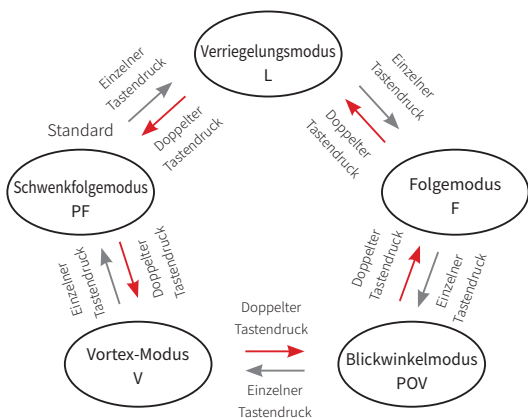 Verriegelungsmodus
L
Einzelner
Tastendruck
Doppelter
Tastendruck
Einzelner
Tastendruck
Doppelter
Tastendruck
Standard
Schwenkfolgemodus
PF
Folgemodus
F
Einzelner
Tastendruck
Doppelter
Tastendruck
Doppelter
Tastendruck
Einzelner
Tastendruck
Doppelter
Tastendruck
Vortex-Modus
V
Blickwinkelmodus
POV
Einzelner
Tastendruck